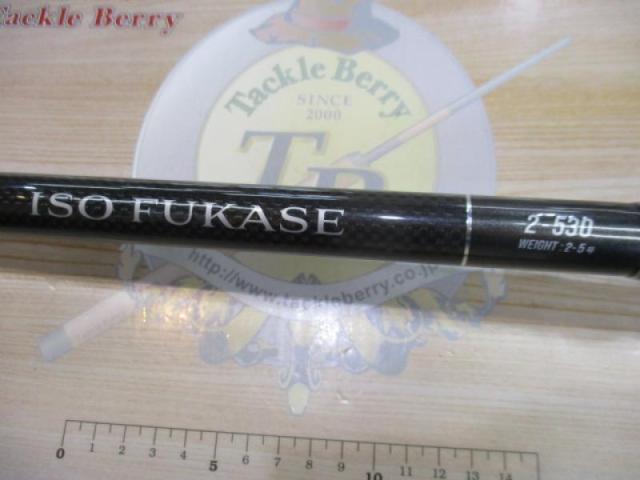 Tackle Berry
Tackle Berry
SINCE
2000
TB
ISO FUKASE
2-530
WEIGHT : 2-5号
http://www.tackleberry.co.jp
0 1 2 3 4 5 6 7 8 9 10 11 12 13 14